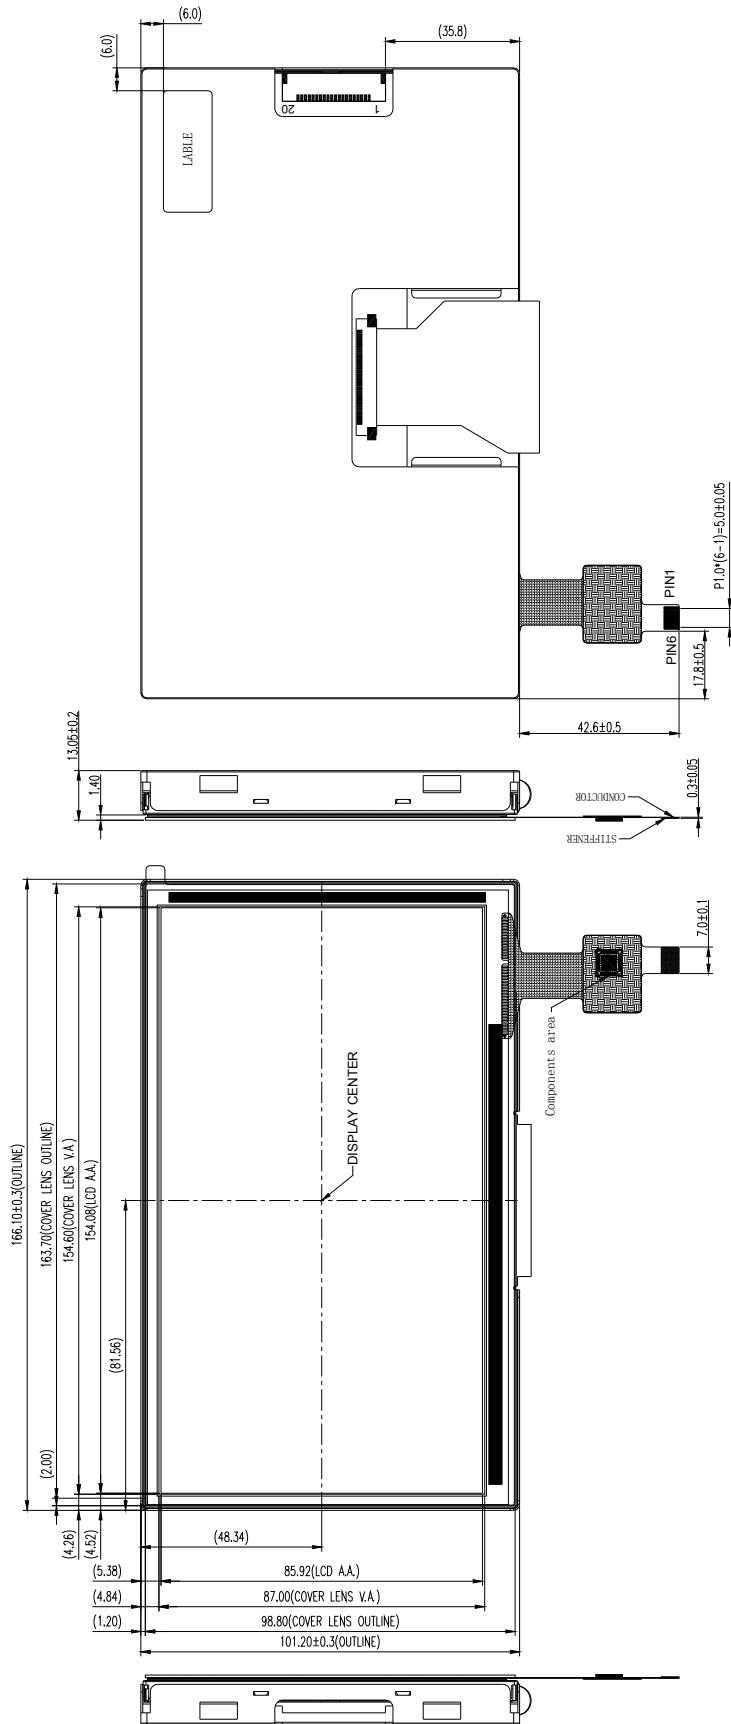 (6.0)
(6.0)
(35.8)
20
1
LABLE
P1.0*(6-1)=5.0±0.05
PIN1
PIN6
17.8±0.5
42.6±0.5
13.05±0.2
1.40
CONDUCTOR
STIFFENER
0.3±0.05
7.0±0.1
Components area
DISPLAY CENTER
166.10±0.3(OUTLINE)
163.70(COVER LENS OUTLINE)
154.60(COVER LENS V.A)
154.08(LCD A.A.)
(81.56)
(2.00)
(4.26)
(4.52)
(48.34)
(5.38)
85.92(LCD A.A.)
(4.84)
87.00(COVER LENS V.A.)
(1.20)
98.80(COVER LENS OUTLINE)
101.20±0.3(OUTLINE)